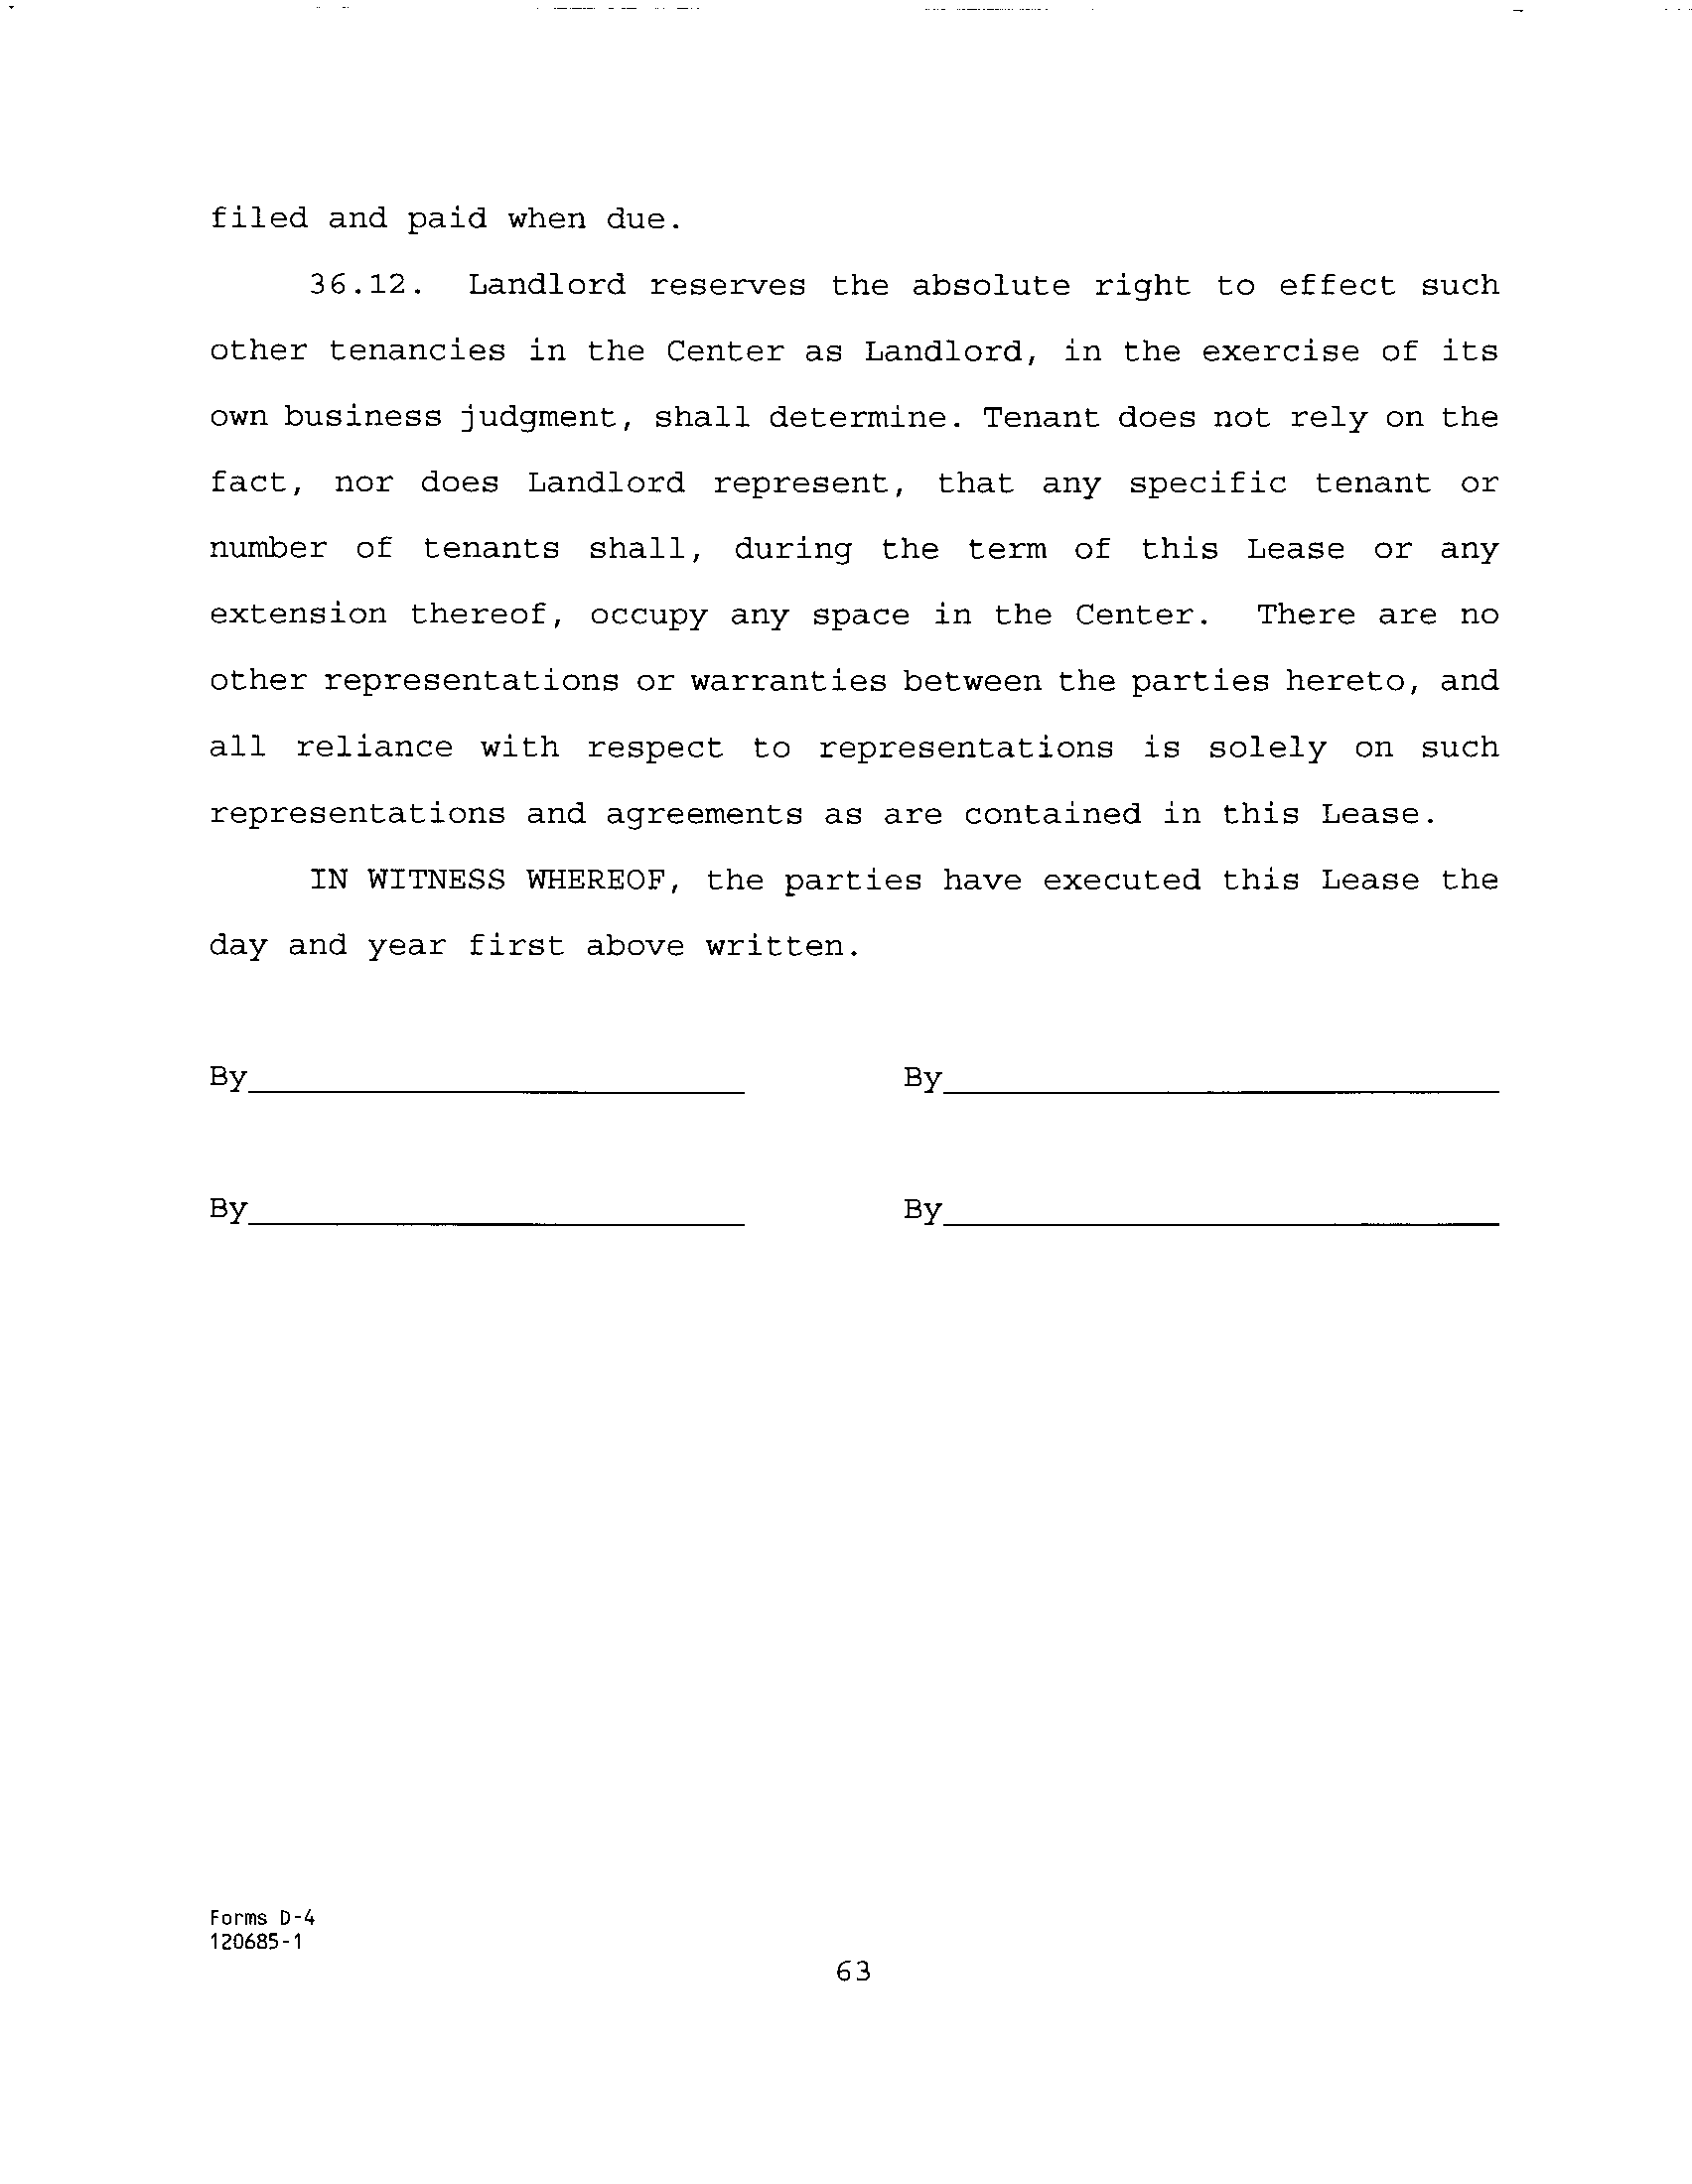 filed and paid when due.
36.12. Landlord reserves the absolute right to effect such
other tenancies in the Center as Landlord, in the exercise of its
own business judgment, shall determine. Tenant does not rely on the
fact, nor does Landlord represent, that any specific tenant or
number of tenants shall, during the term of this Lease or any
extension thereof, occupy any space in the Center. There are no
other representations or warranties between the parties hereto, and
all reliance with respect to representations is solely on such
representations and agreements as are contained in this Lease.
IN WITNESS WHEREOF, the parties have executed this Lease the
day and year first above written.
By____________________ By____________________
By____________________ By____________________
Forms D-4
120685-1
63